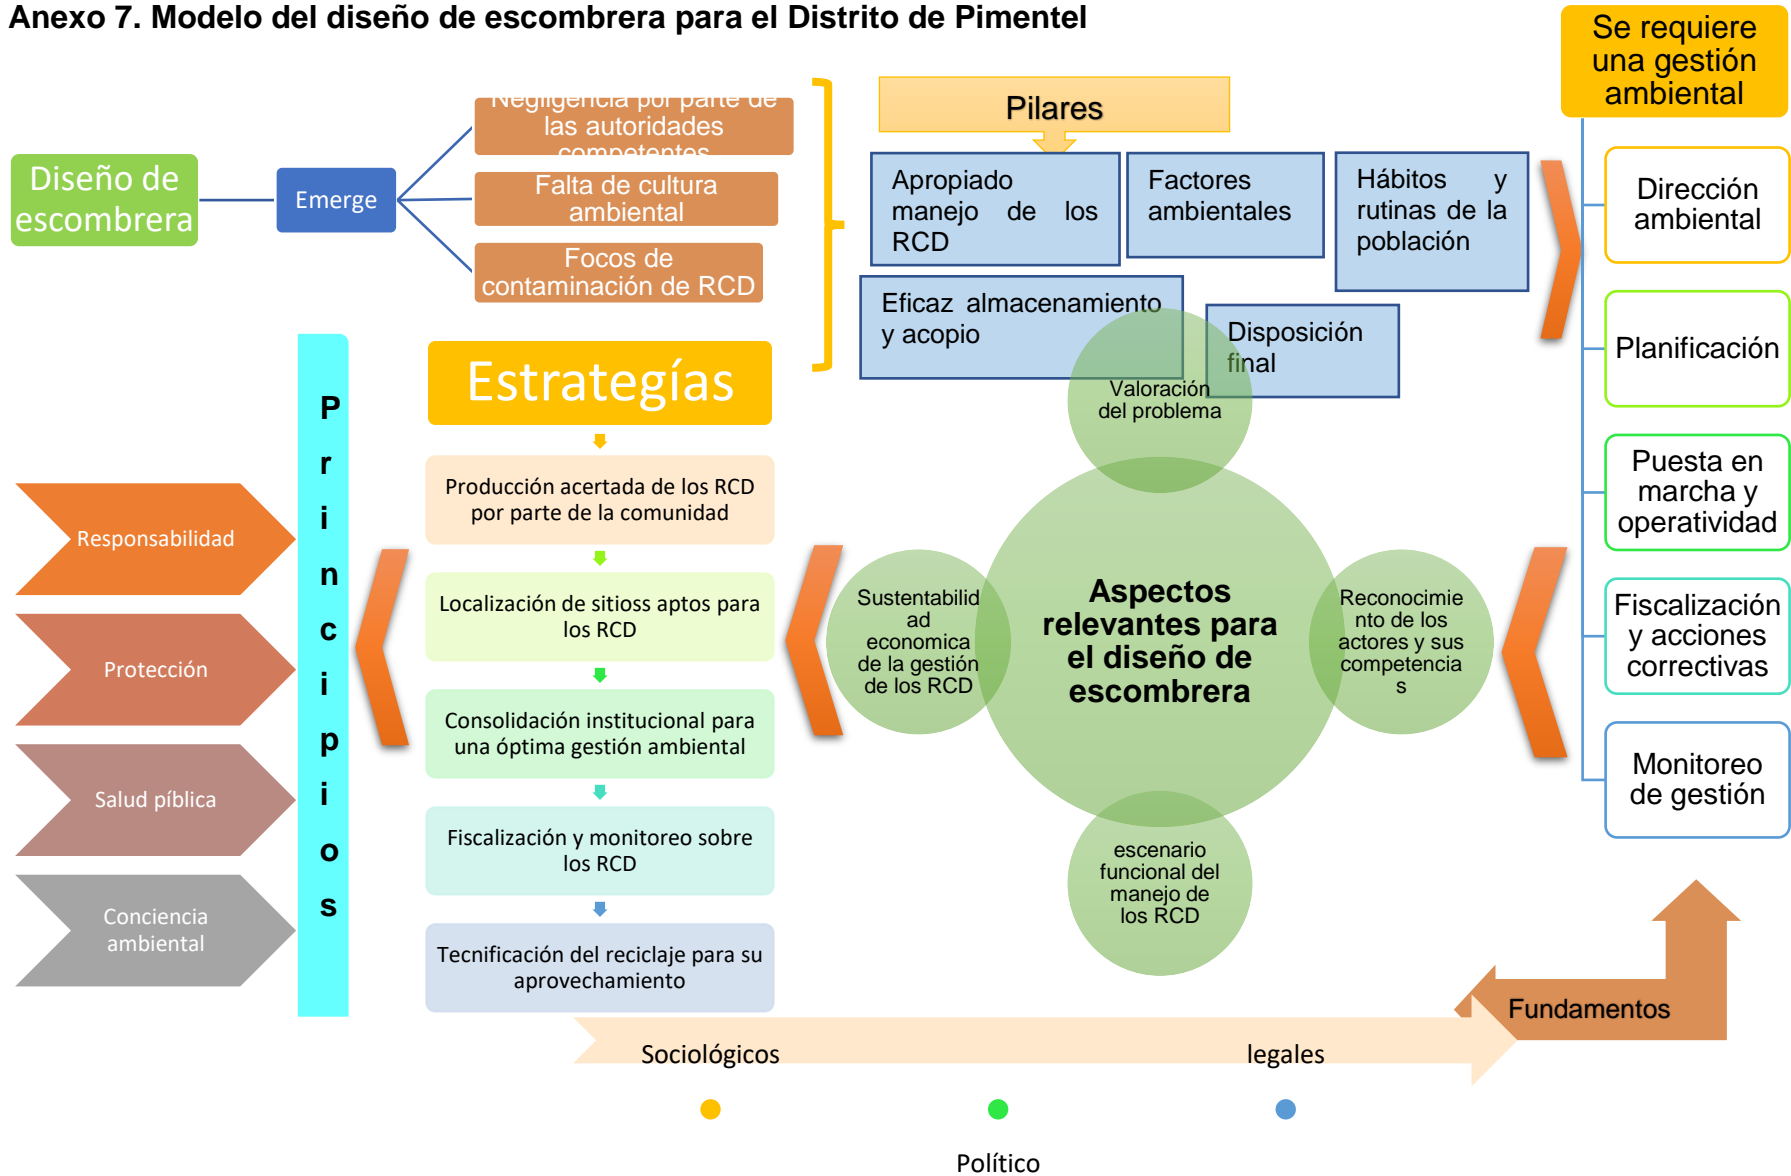 Anexo 7. Modelo del diseño de escombrera para el Distrito de Pimentel
Diseño de
escombrera
Emerge
Negligencia por parte de
las autoridades
competentes
Falta de cultura
ambiental
Focos de
contaminación de RCD
Pilares
Apropiado
manejo de los
RCD
Factores
ambientales
Hábitos y
rutinas de la
población
Eficaz almacenamiento
y acopio
Disposición
final
Se requiere
una gestión
ambiental
Dirección
ambiental
Planificación
Puesta en
marcha y
operatividad
Fiscalización
y acciones
correctivas
Monitoreo
de gestión
Valoración
del problema
Aspectos
relevantes para
el diseño de
escombrera
Reconocimie
nto de los
actores y sus
competencia
s
escenario
funcional del
manejo de
los RCD
Sustentabilid
ad
economica
de la gestión
de los RCD
Estrategías
Producción acertada de los RCD
por parte de la comunidad
Localización de sitioss aptos para
los RCD
Consolidación institucional para
una óptima gestión ambiental
Fiscalización y monitoreo sobre
los RCD
Tecnificación del reciclaje para su
aprovechamiento
P
r
i
n
c
i
p
i
o
s
Responsabilidad
Protección
Salud píblica
Conciencia
ambiental
Fundamentos
Sociológicos
legales
Político